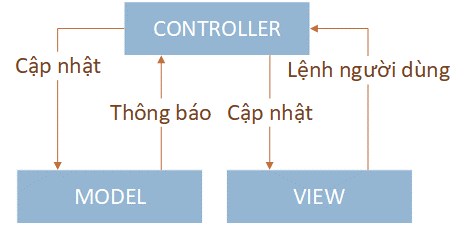 CONTROLLER
Cập nhật
Lệnh người dùng
Thông báo
Cập nhật
MODEL
VIEW